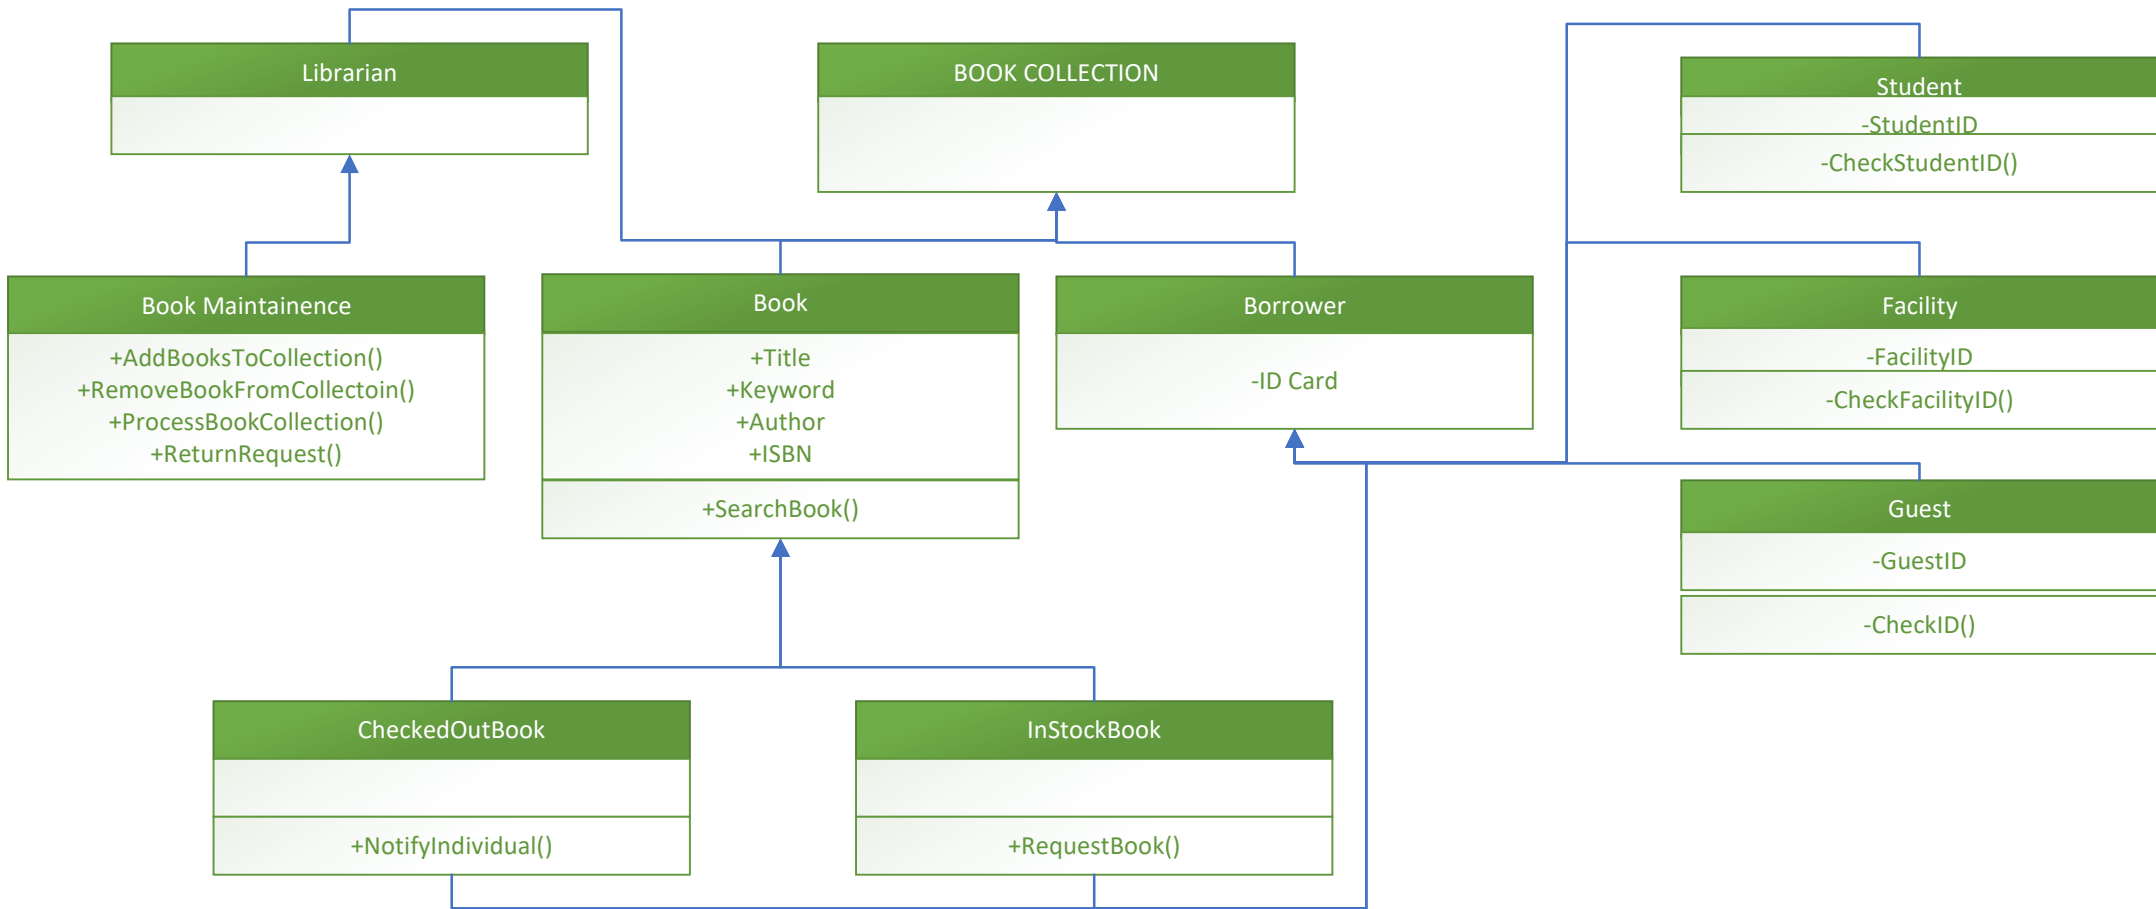 Librarian
BOOK COLLECTION
Student
-StudentID
-CheckStudentID()
Book Maintainence
+AddBooksToCollection()
+RemoveBookFromCollectoin()
+ProcessBookCollection()
+ReturnRequest()
Book
+Title
+Keyword
+Author
+ISBN
+SearchBook()
Borrower
-ID Card
Facility
-FacilityID
-CheckFacilityID()
Guest
-GuestID
-CheckID()
CheckedOutBook
+NotifyIndividual()
InStockBook
+RequestBook()